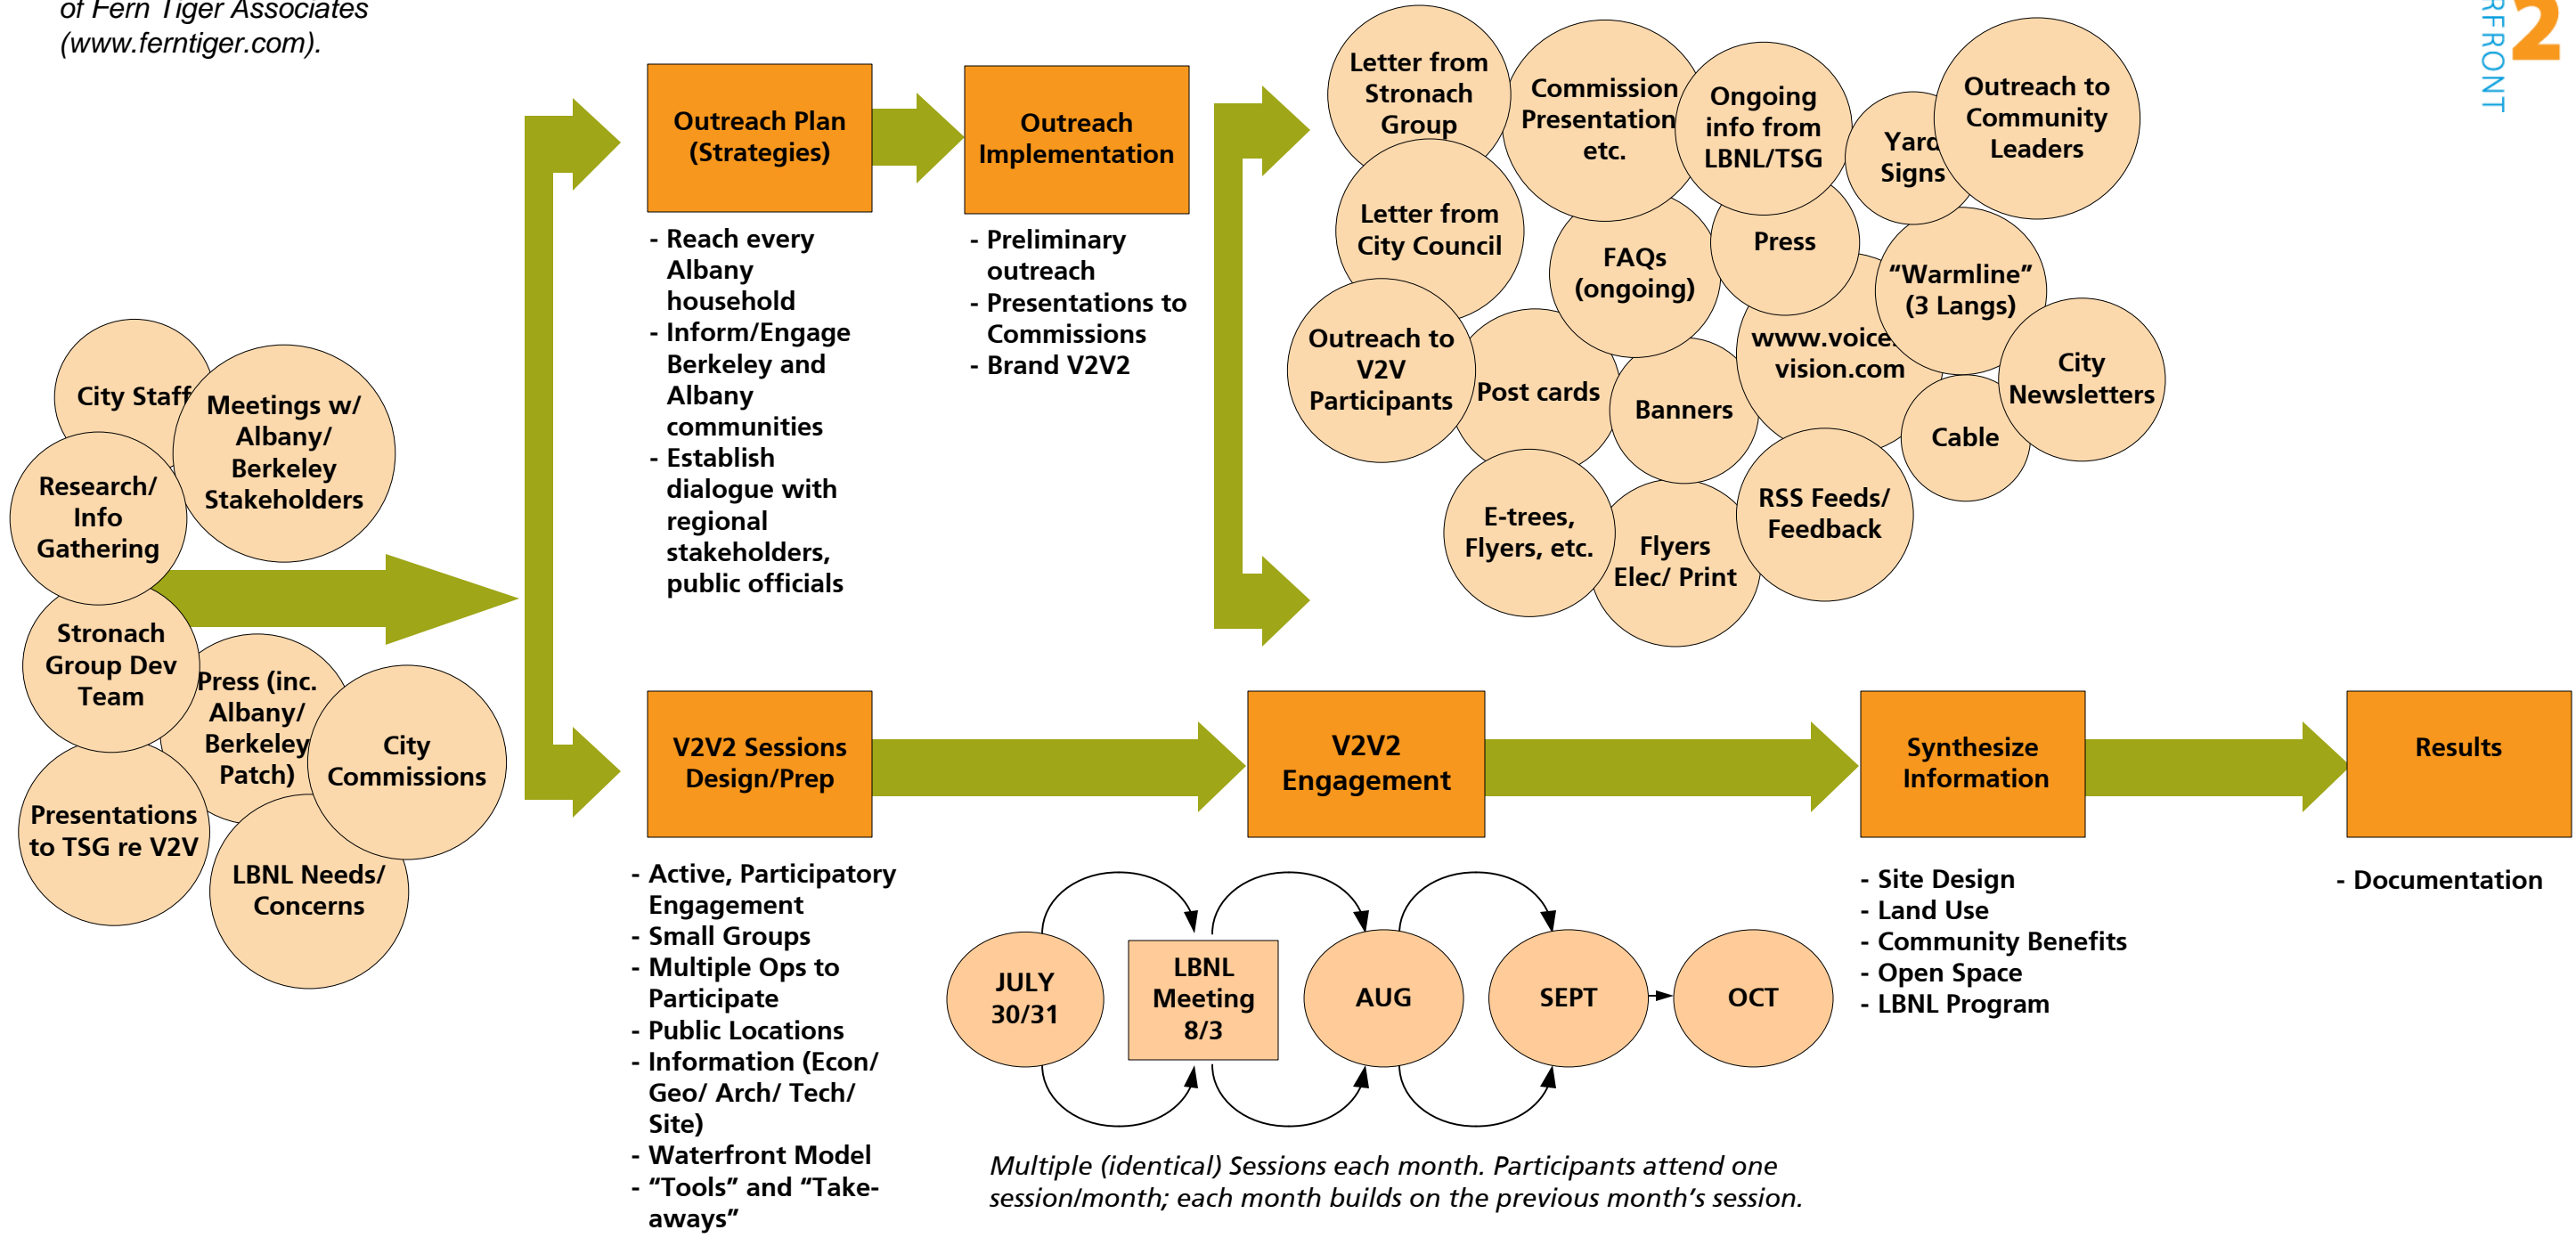 of Fern Tiger Associates
(www.ferntiger.com).
2
RFRONT
City Staff
Meetings w/
Albany/
Berkeley
Stakeholders
Research/
Info
Gathering
Stronach
Group Dev
Team
Press (inc.
Albany/
Berkeley
Patch)
City
Commissions
Presentations
to TSG re V2V
LBNL Needs/
Concerns
Outreach Plan
(Strategies)
- Reach every
Albany
household
- Inform/Engage
Berkeley and
Albany
communities
- Establish
dialogue with
regional
stakeholders,
public officials
Outreach
Implementation
- Preliminary
outreach
- Presentations to
Commissions
- Brand V2V2
Letter from
Stronach
Group
Commission
Presentation
etc.
Ongoing
info from
LBNL/TSG
Yard
Signs
Outreach to
Community
Leaders
Letter from
City Council
FAQs
(ongoing)
Press
"Warmline"
(3 Langs)
Outreach to
V2V
Participants
Post cards
Banners
www.voice
vision.com
City
Newsletters
Cable
E-trees,
Flyers, etc.
Flyers
Elec/ Print
RSS Feeds/
Feedback
V2V2 Sessions
Design/Prep
- Active, Participatory
Engagement
- Small Groups
- Multiple Ops to
Participate
- Public Locations
- Information (Econ/
Geo/ Arch/ Tech/
Site)
- Waterfront Model
- "Tools" and "Take-
aways"
V2V2
Engagement
JULY
30/31
LBNL
Meeting
8/3
AUG
SEPT
OCT
Multiple (identical) Sessions each month. Participants attend one
session/month; each month builds on the previous month's session.
Synthesize
Information
- Site Design
- Land Use
- Community Benefits
- Open Space
- LBNL Program
Results
- Documentation